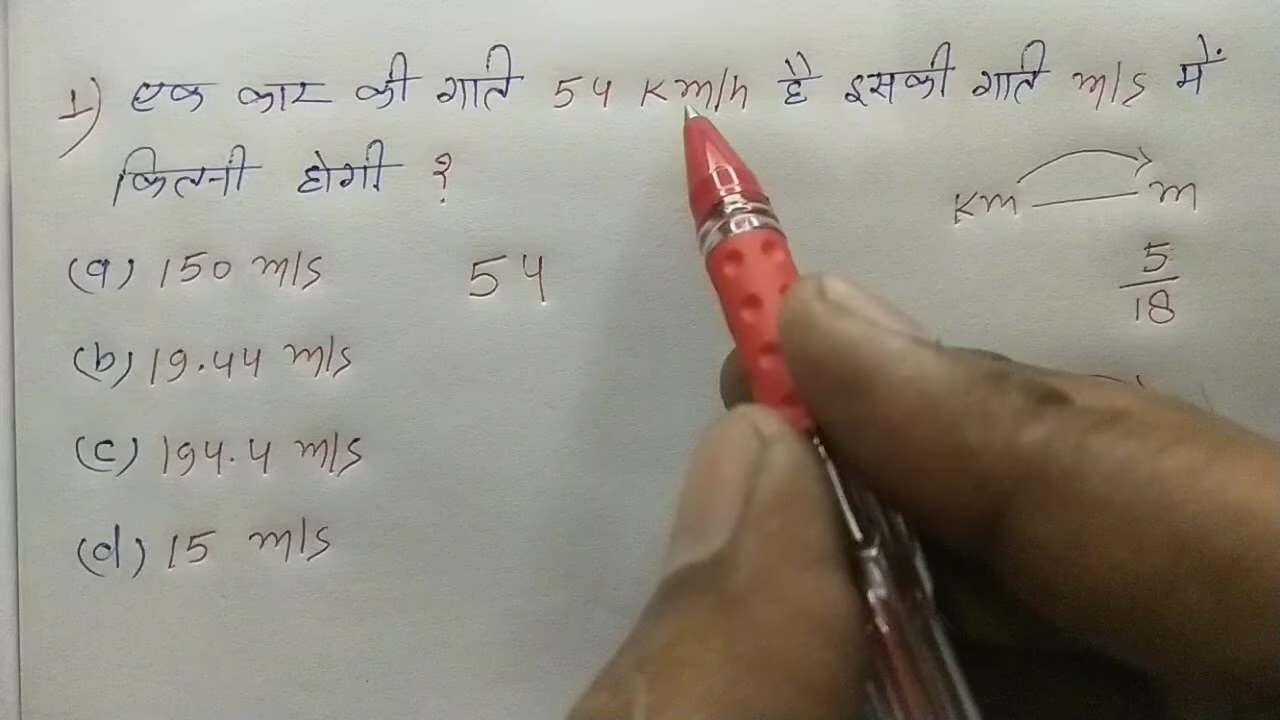 1) एक कार की गति 54 Km/h है इसकी गति m/s में
कितनी होगी ?
Km m
5/18
(a) 150 m/s
54
(b) 19.44 m/s
(c) 194.4 m/s
(d) 15 m/s